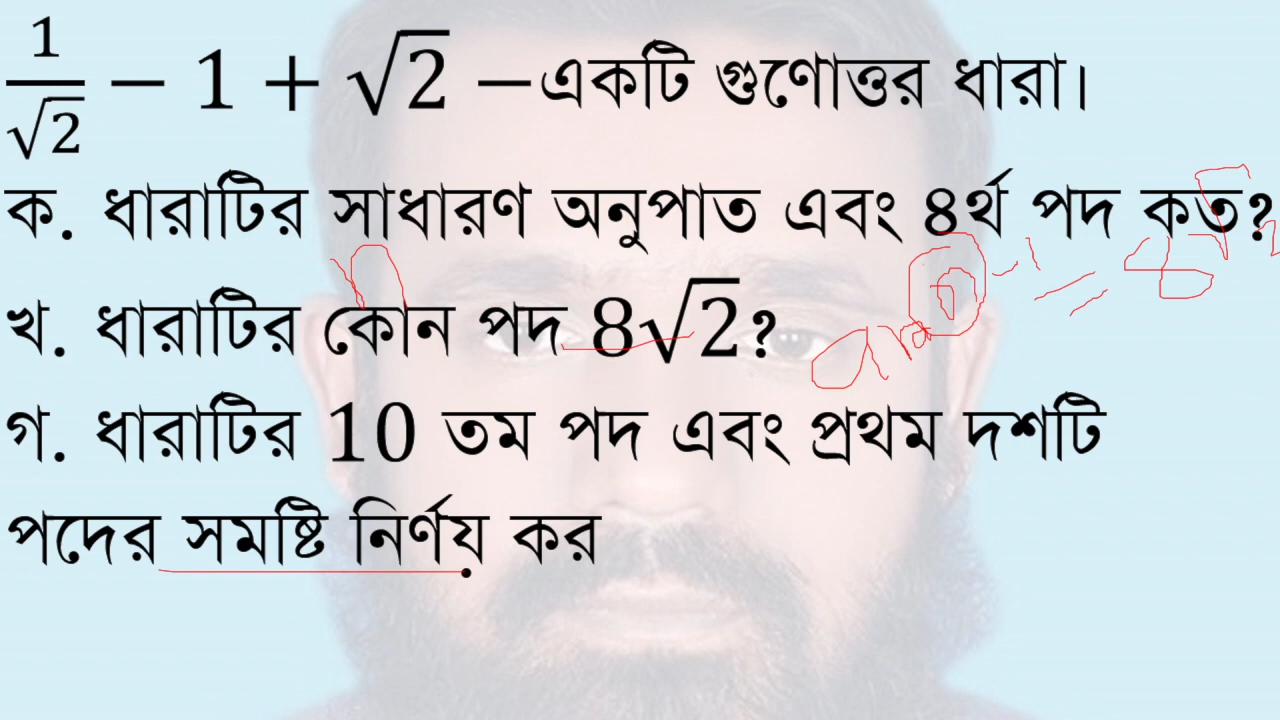 1/√2 − 1 + √2 −একটি গুণোত্তর ধারা।
ক. ধারাটির সাধারণ অনুপাত এবং ৪র্থ পদ কত?
খ. ধারাটির কোন পদ 8√2?
গ. ধারাটির 10 তম পদ এবং প্রথম দশটি
পদের সমষ্টি নির্ণয় কর